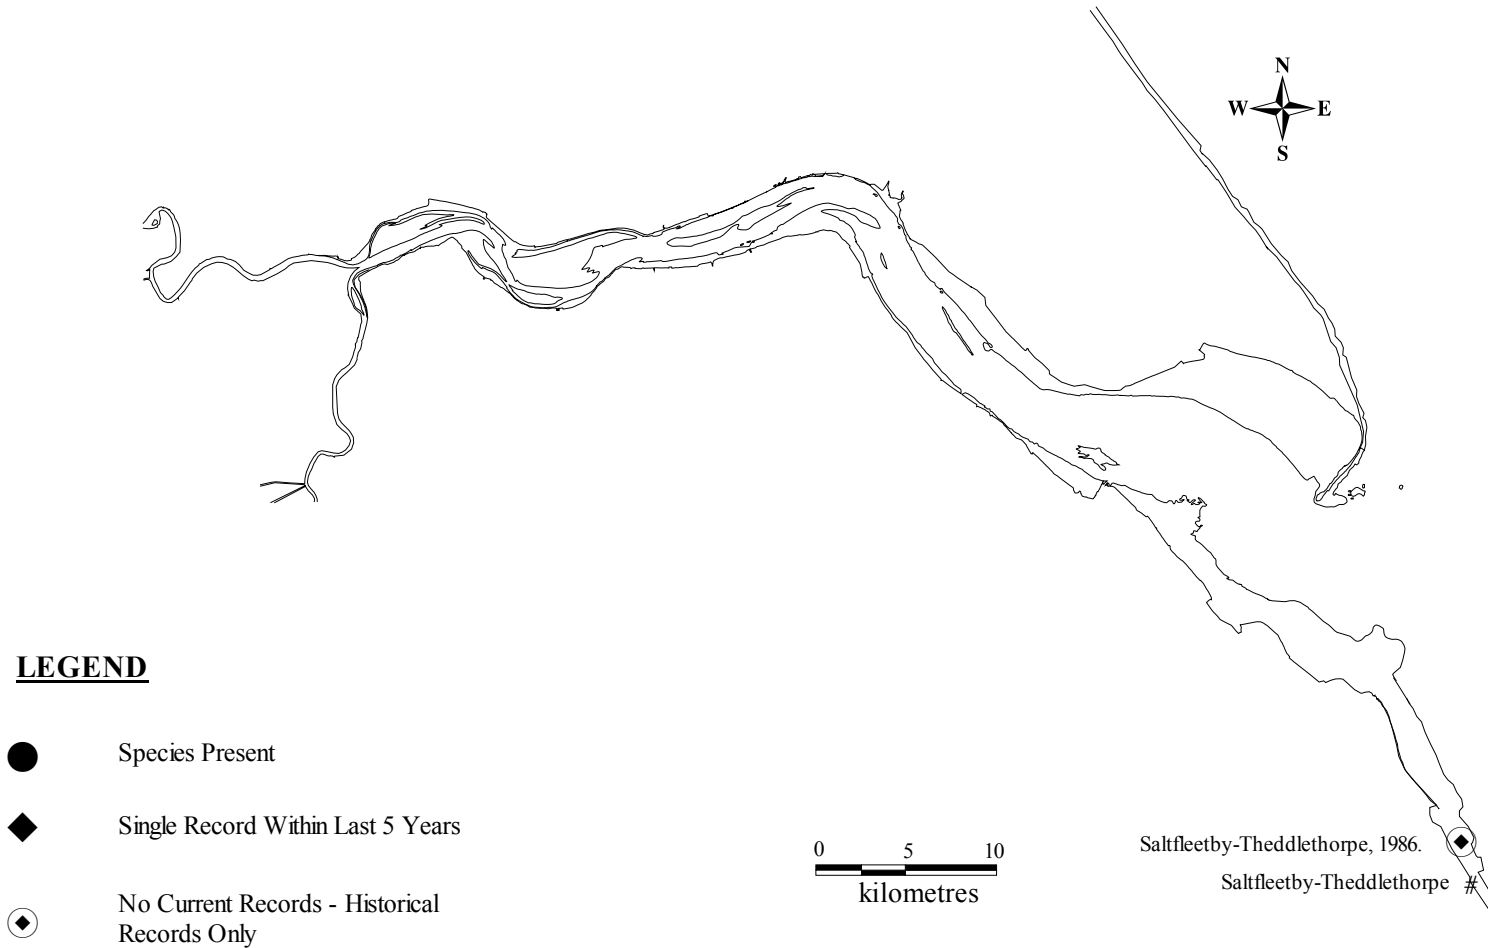 N
W E
S
LEGEND
Species Present
Single Record Within Last 5 Years
No Current Records - Historical
Records Only
0 5 10
kilometres
Saltfleetby-Theddlethorpe, 1986.
Saltfleetby-Theddlethorpe #